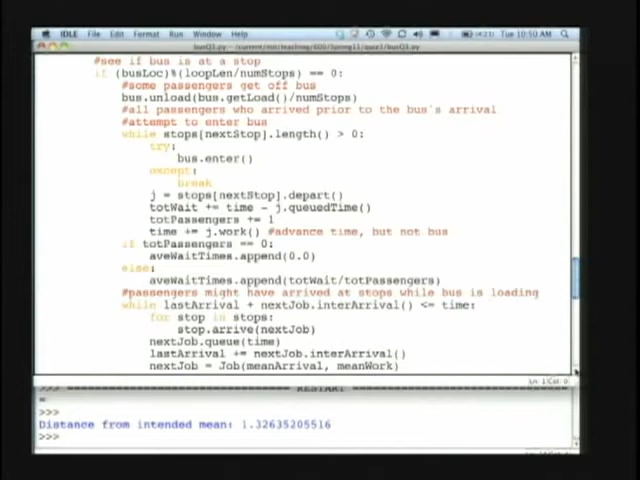 IDLE File Edit Format Run Windows Help (4:23) Tue 10:50 AM
#see if bus is at a stop
if (busLoc)%(loopLen/numStops) == 0:
#some passengers get off bus
bus.unload(bus.getLoad()/numStops)
#all passengers who arrived prior to the bus's arrival
#attempt to enter bus
while stops[nextStop].length() > 0:
try:
bus.enter()
except:
break
j = stops[nextStop].depart()
totWait += time - j.queuedTime()
totPassengers += 1
time += j.work() #advance time, but not bus
if totPassengers == 0:
aveWaitTimes.append(0.0)
else:
aveWaitTimes.append(totWait/totPassengers)
#passengers might have arrived at stops while bus is loading
while lastArrival + nextJob.interArrival() <= time:
for stop in stops:
stop.arrive(nextJob)
nextJob.queue(time)
lastArrival += nextJob.interArrival()
nextJob = Job(meanArrival, meanWork)
>>> RESTART
=
>>>
Distance from intended mean: 1.32635205516
>>>